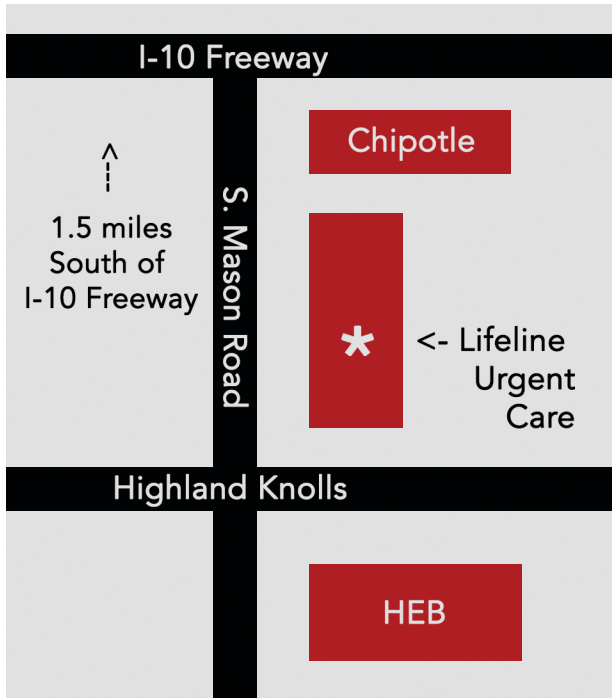 I-10 Freeway
Chipotle
1.5 miles
South of
I-10 Freeway
S. Mason Road
*
<- Lifeline
Urgent
Care
Highland Knolls
HEB